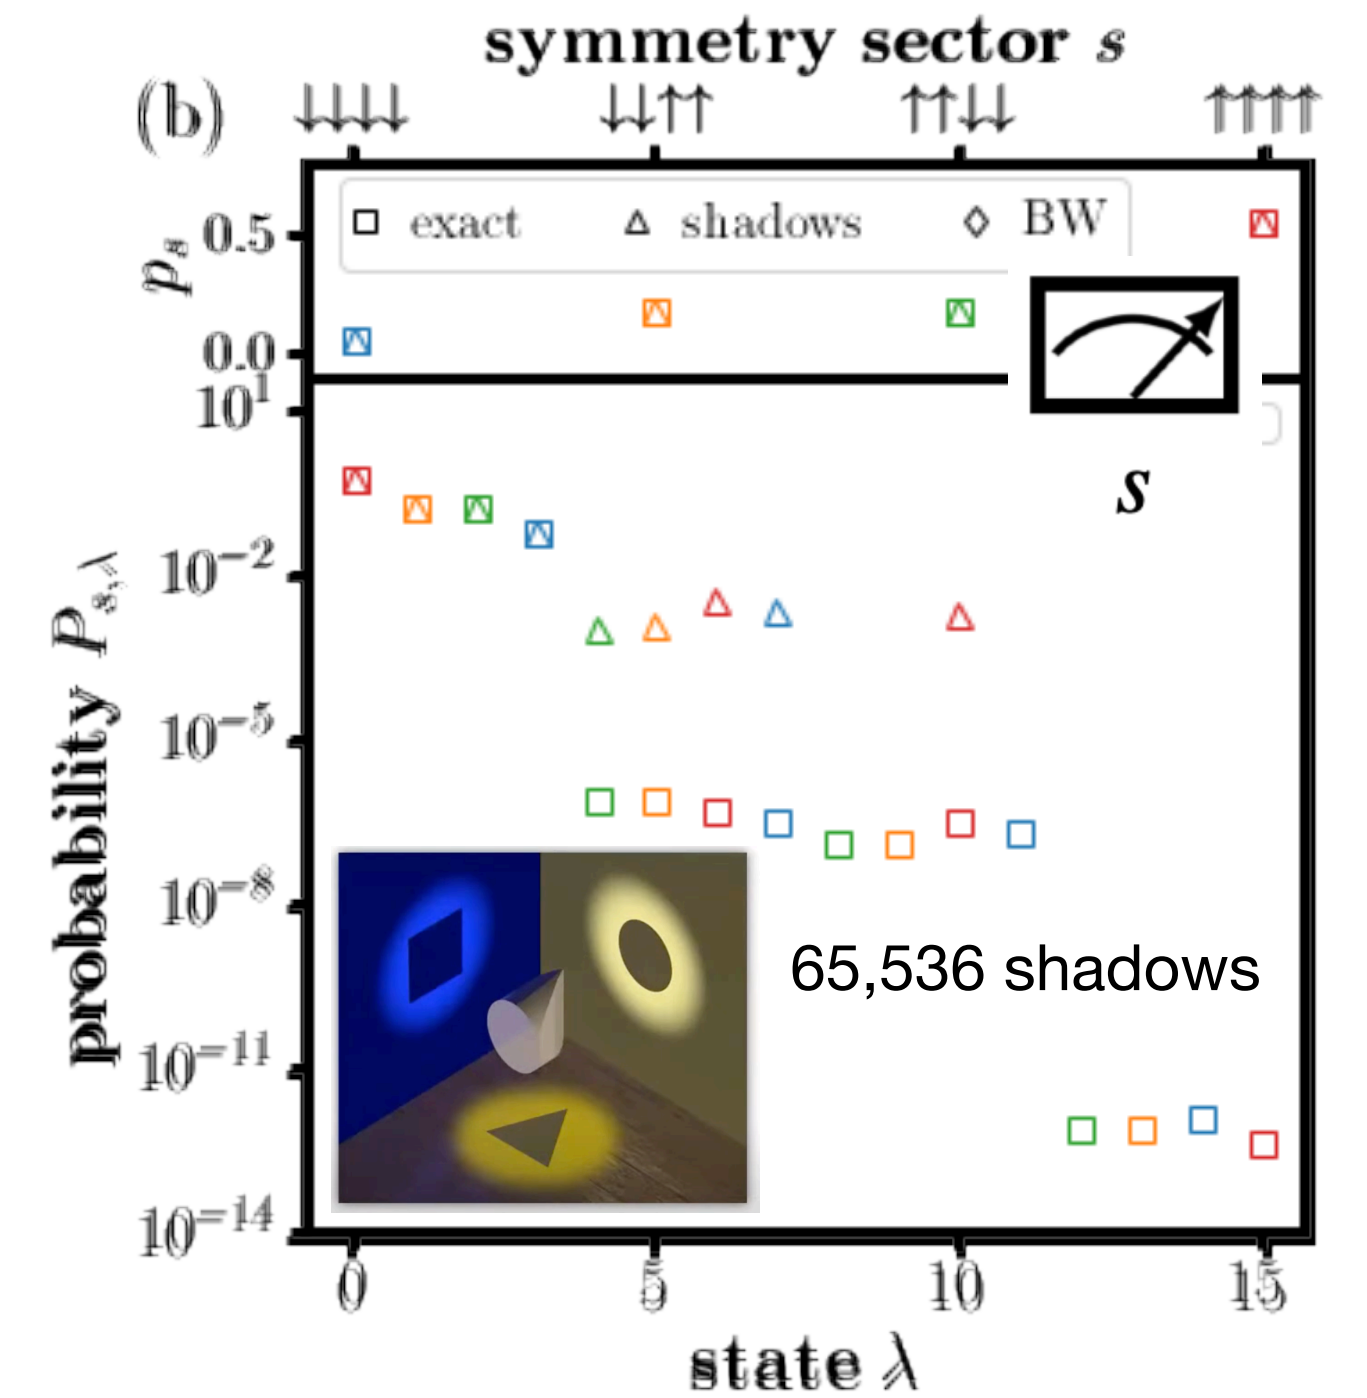 symmetry sector s
(b)
↓↓↓↓ ↓↓↑↑ ↑↑↓↓ ↑↑↑↑
□ exact △ shadows ◇ BW
p_s
0.5
0.0
10^1
10^{-2}
10^{-5}
10^{-8}
10^{-11}
10^{-14}
probability P_{s,λ}
s
65,536 shadows
0 5 10 15
state λ